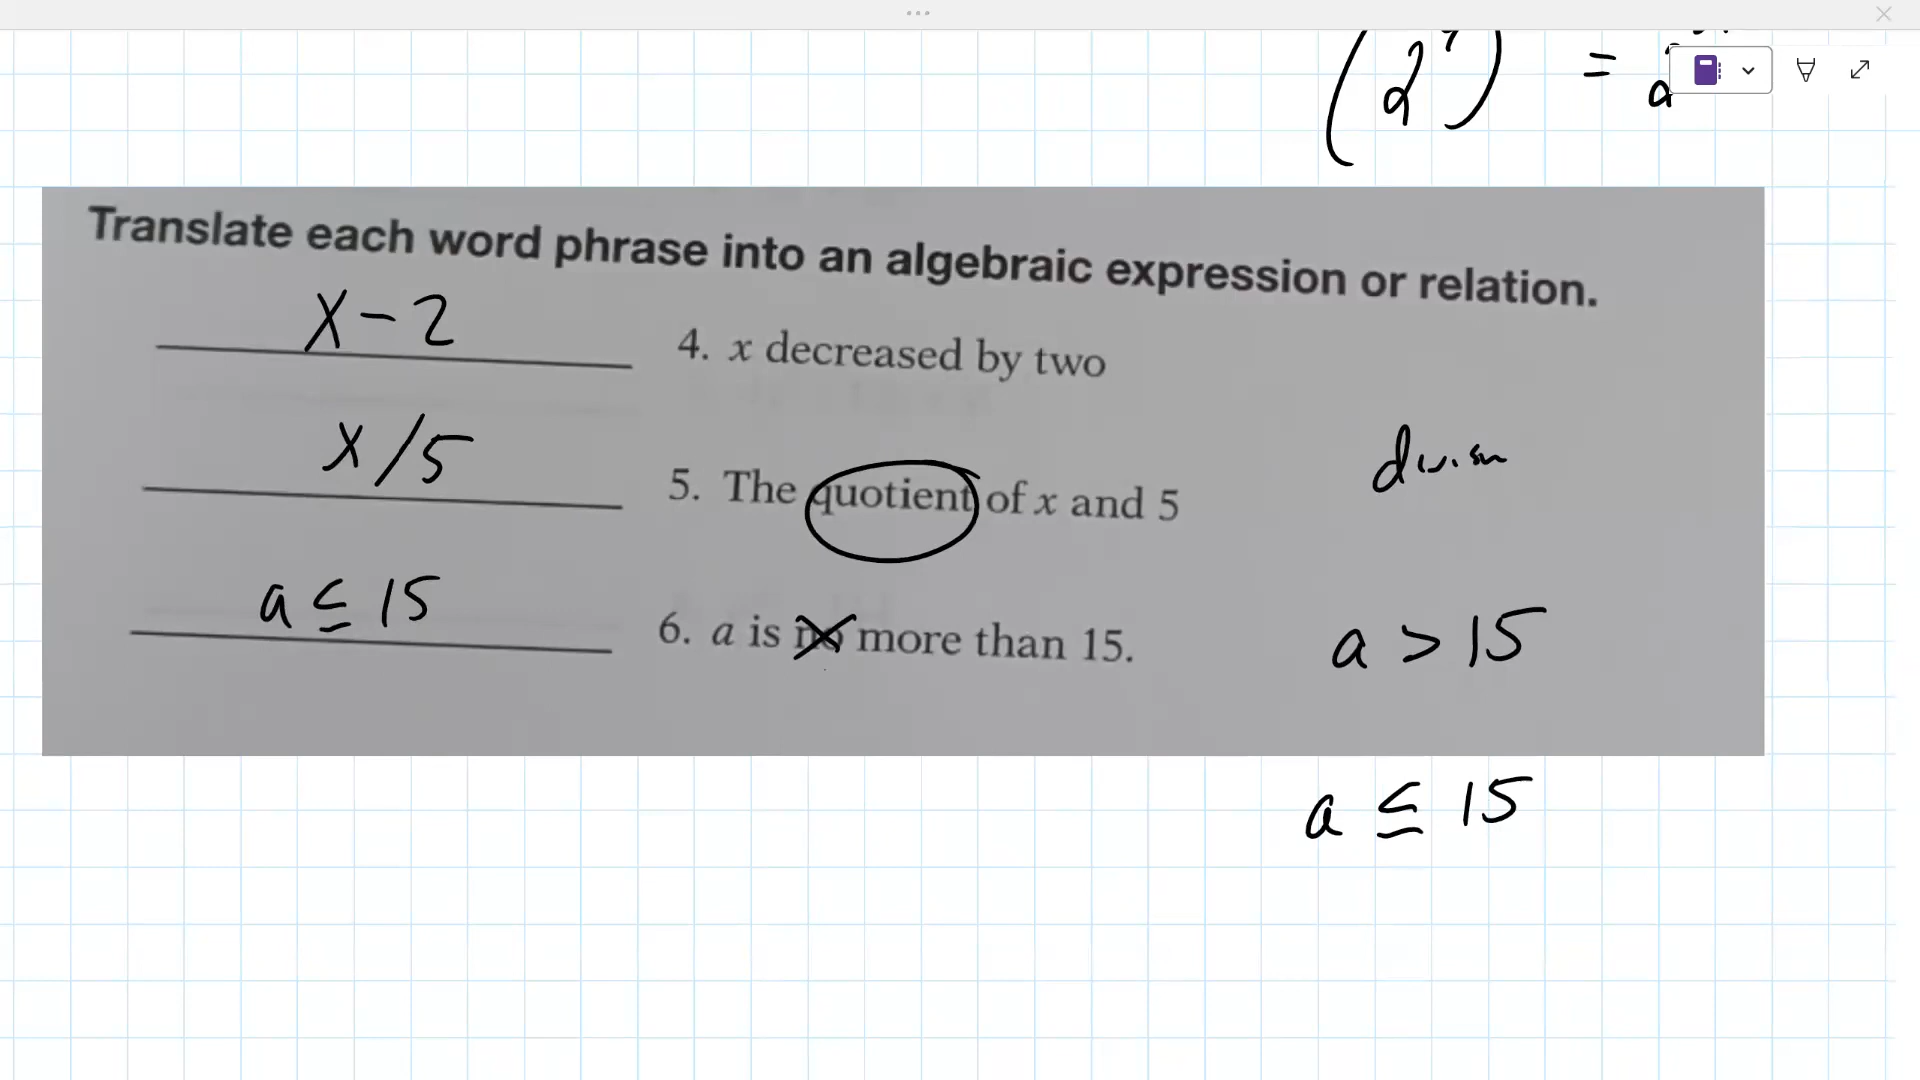 Translate each word phrase into an algebraic expression or relation.
x - 2 4. x decreased by two
x/5 5. The quotient of x and 5
a ≤ 15 6. a is no more than 15.
a > 15
a ≤ 15